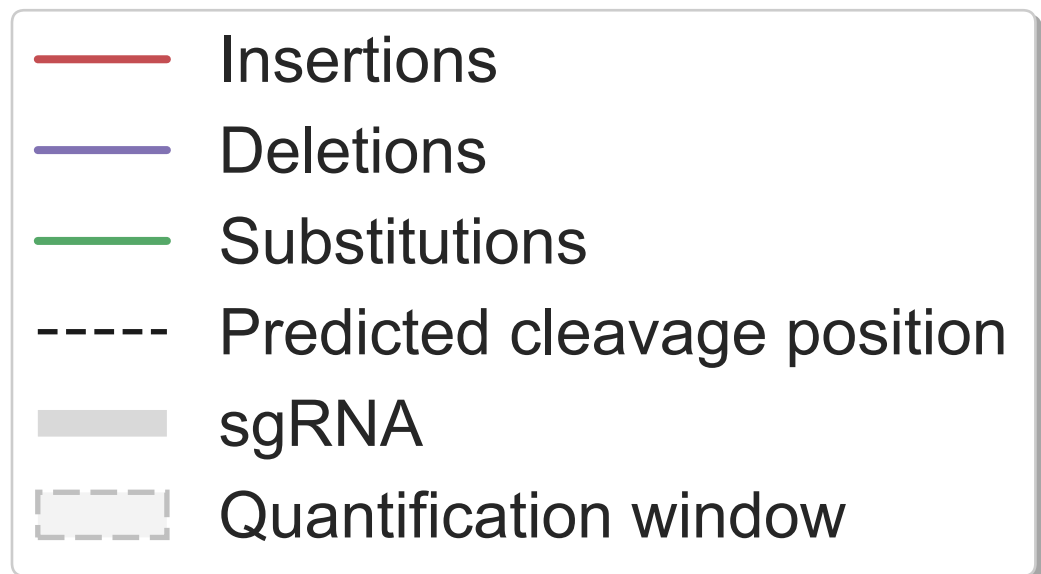 Insertions
Deletions
Substitutions
Predicted cleavage position
sgRNA
Quantification window